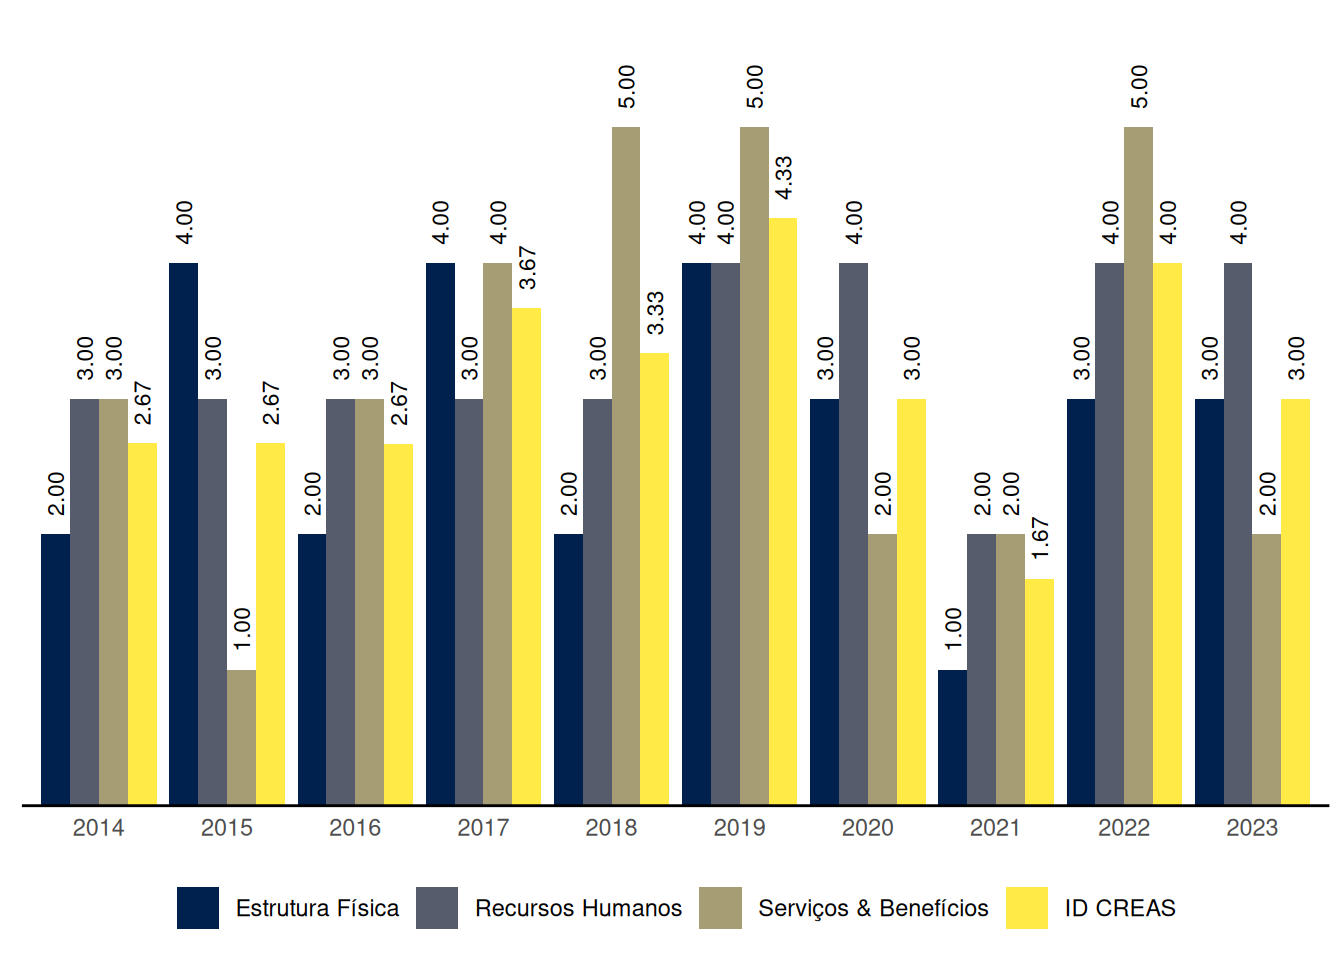 5.00 5.00 5.00
4.33
4.00 4.00 4.00 4.00 4.00 4.00 4.00 4.00 4.00
3.67
3.33
3.00 3.00 3.00 3.00 3.00 3.00 3.00 3.00 3.00 3.00 3.00 3.00
2.67 2.67 2.67
2.00 2.00 2.00 2.00 2.00 2.00 2.00
1.67
1.00 1.00
2014 2015 2016 2017 2018 2019 2020 2021 2022 2023
Estrutura Física Recursos Humanos Serviços & Benefícios ID CREAS